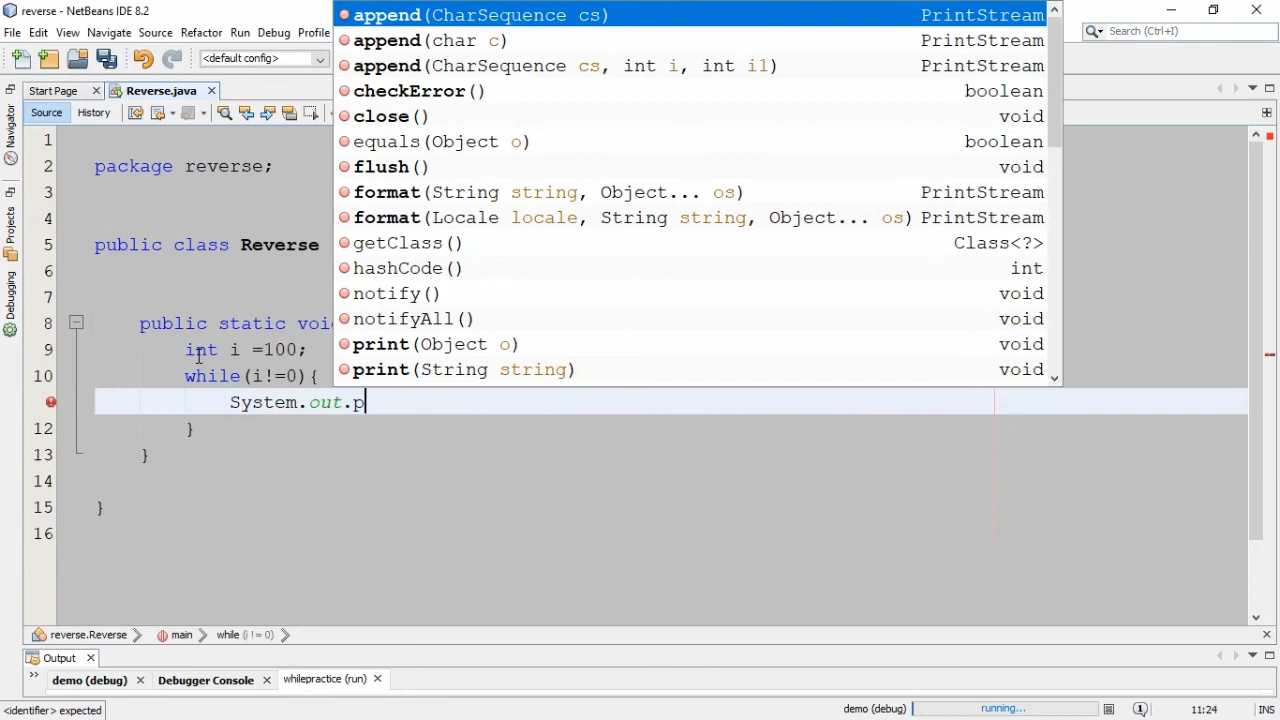 reverse - NetBeans IDE 8.2
File Edit View Navigate Source Refactor Run Debug Profile
Search (Ctrl+I)
<default config>
Start Page
Reverse.java
Source History
Navigator
Projects
Debugging
append(CharSequence cs) PrintStream
append(char c) PrintStream
append(CharSequence cs, int i, int i1) PrintStream
checkError() boolean
close() void
equals(Object o) boolean
flush() void
format(String string, Object... os) PrintStream
format(Locale locale, String string, Object... os) PrintStream
getClass() Class<?>
hashCode() int
notify() void
notifyAll() void
print(Object o) void
print(String string) void
1
2 package reverse;
3
4
5 public class Reverse
6
7
8 public static voi
9 int i =100;
10 while(i!=0){
System.out.p
12 }
13 }
14
15 }
16
reverse.Reverse main while (i != 0)
Output
demo (debug) Debugger Console whilepractice (run)
<identifier> expected demo (debug) running... 11:24 INS